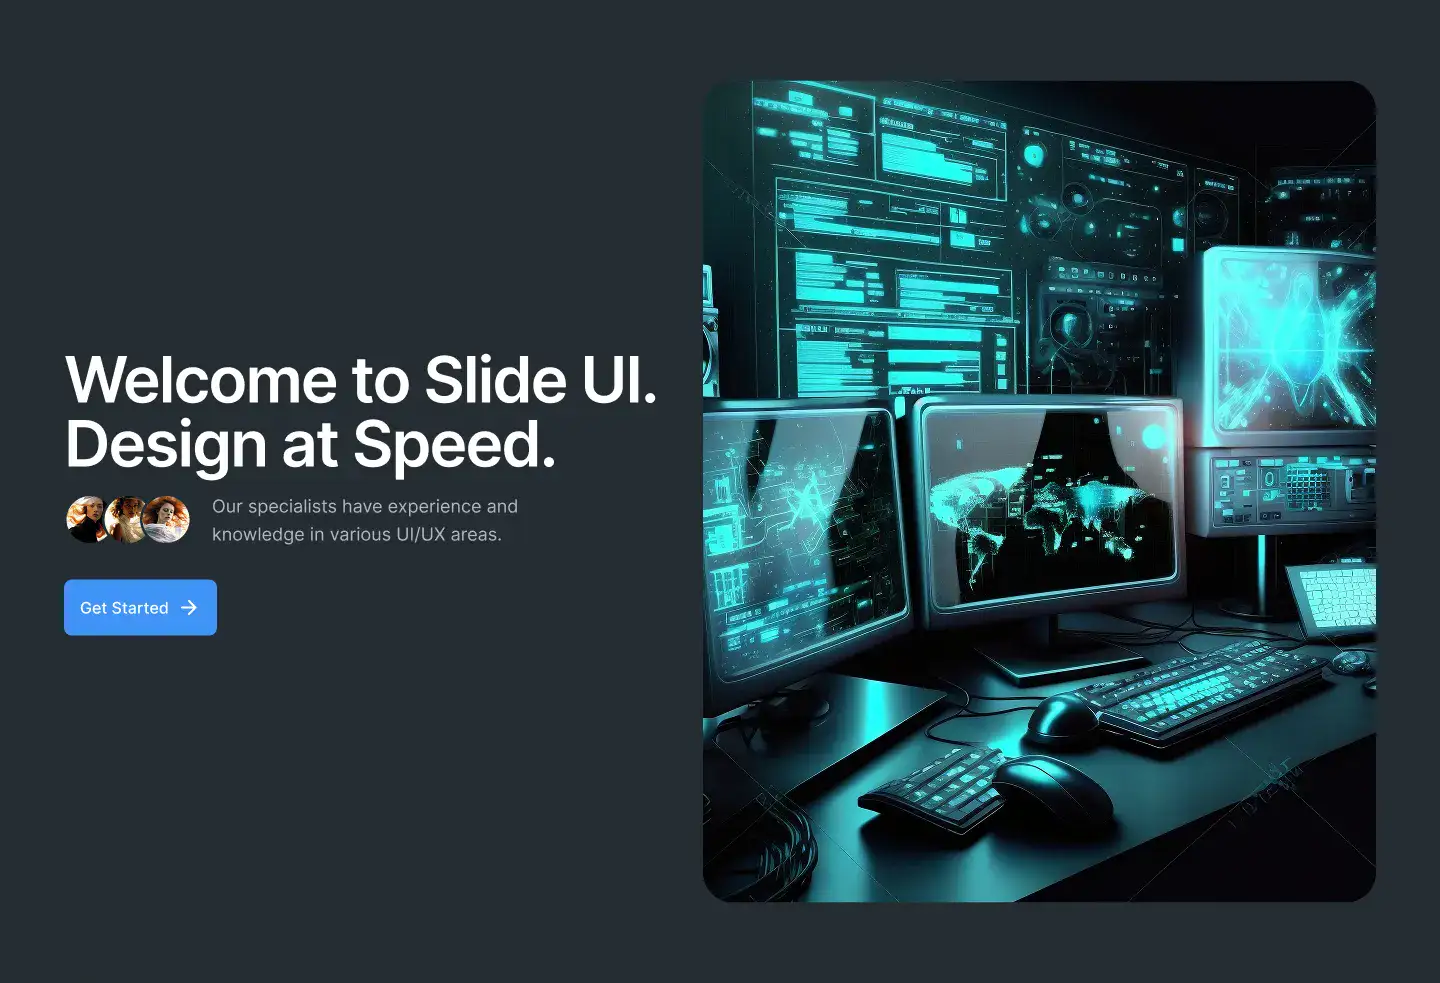 Welcome to Slide UI.
Design at Speed.
Our specialists have experience and
knowledge in various UI/UX areas.
Get Started